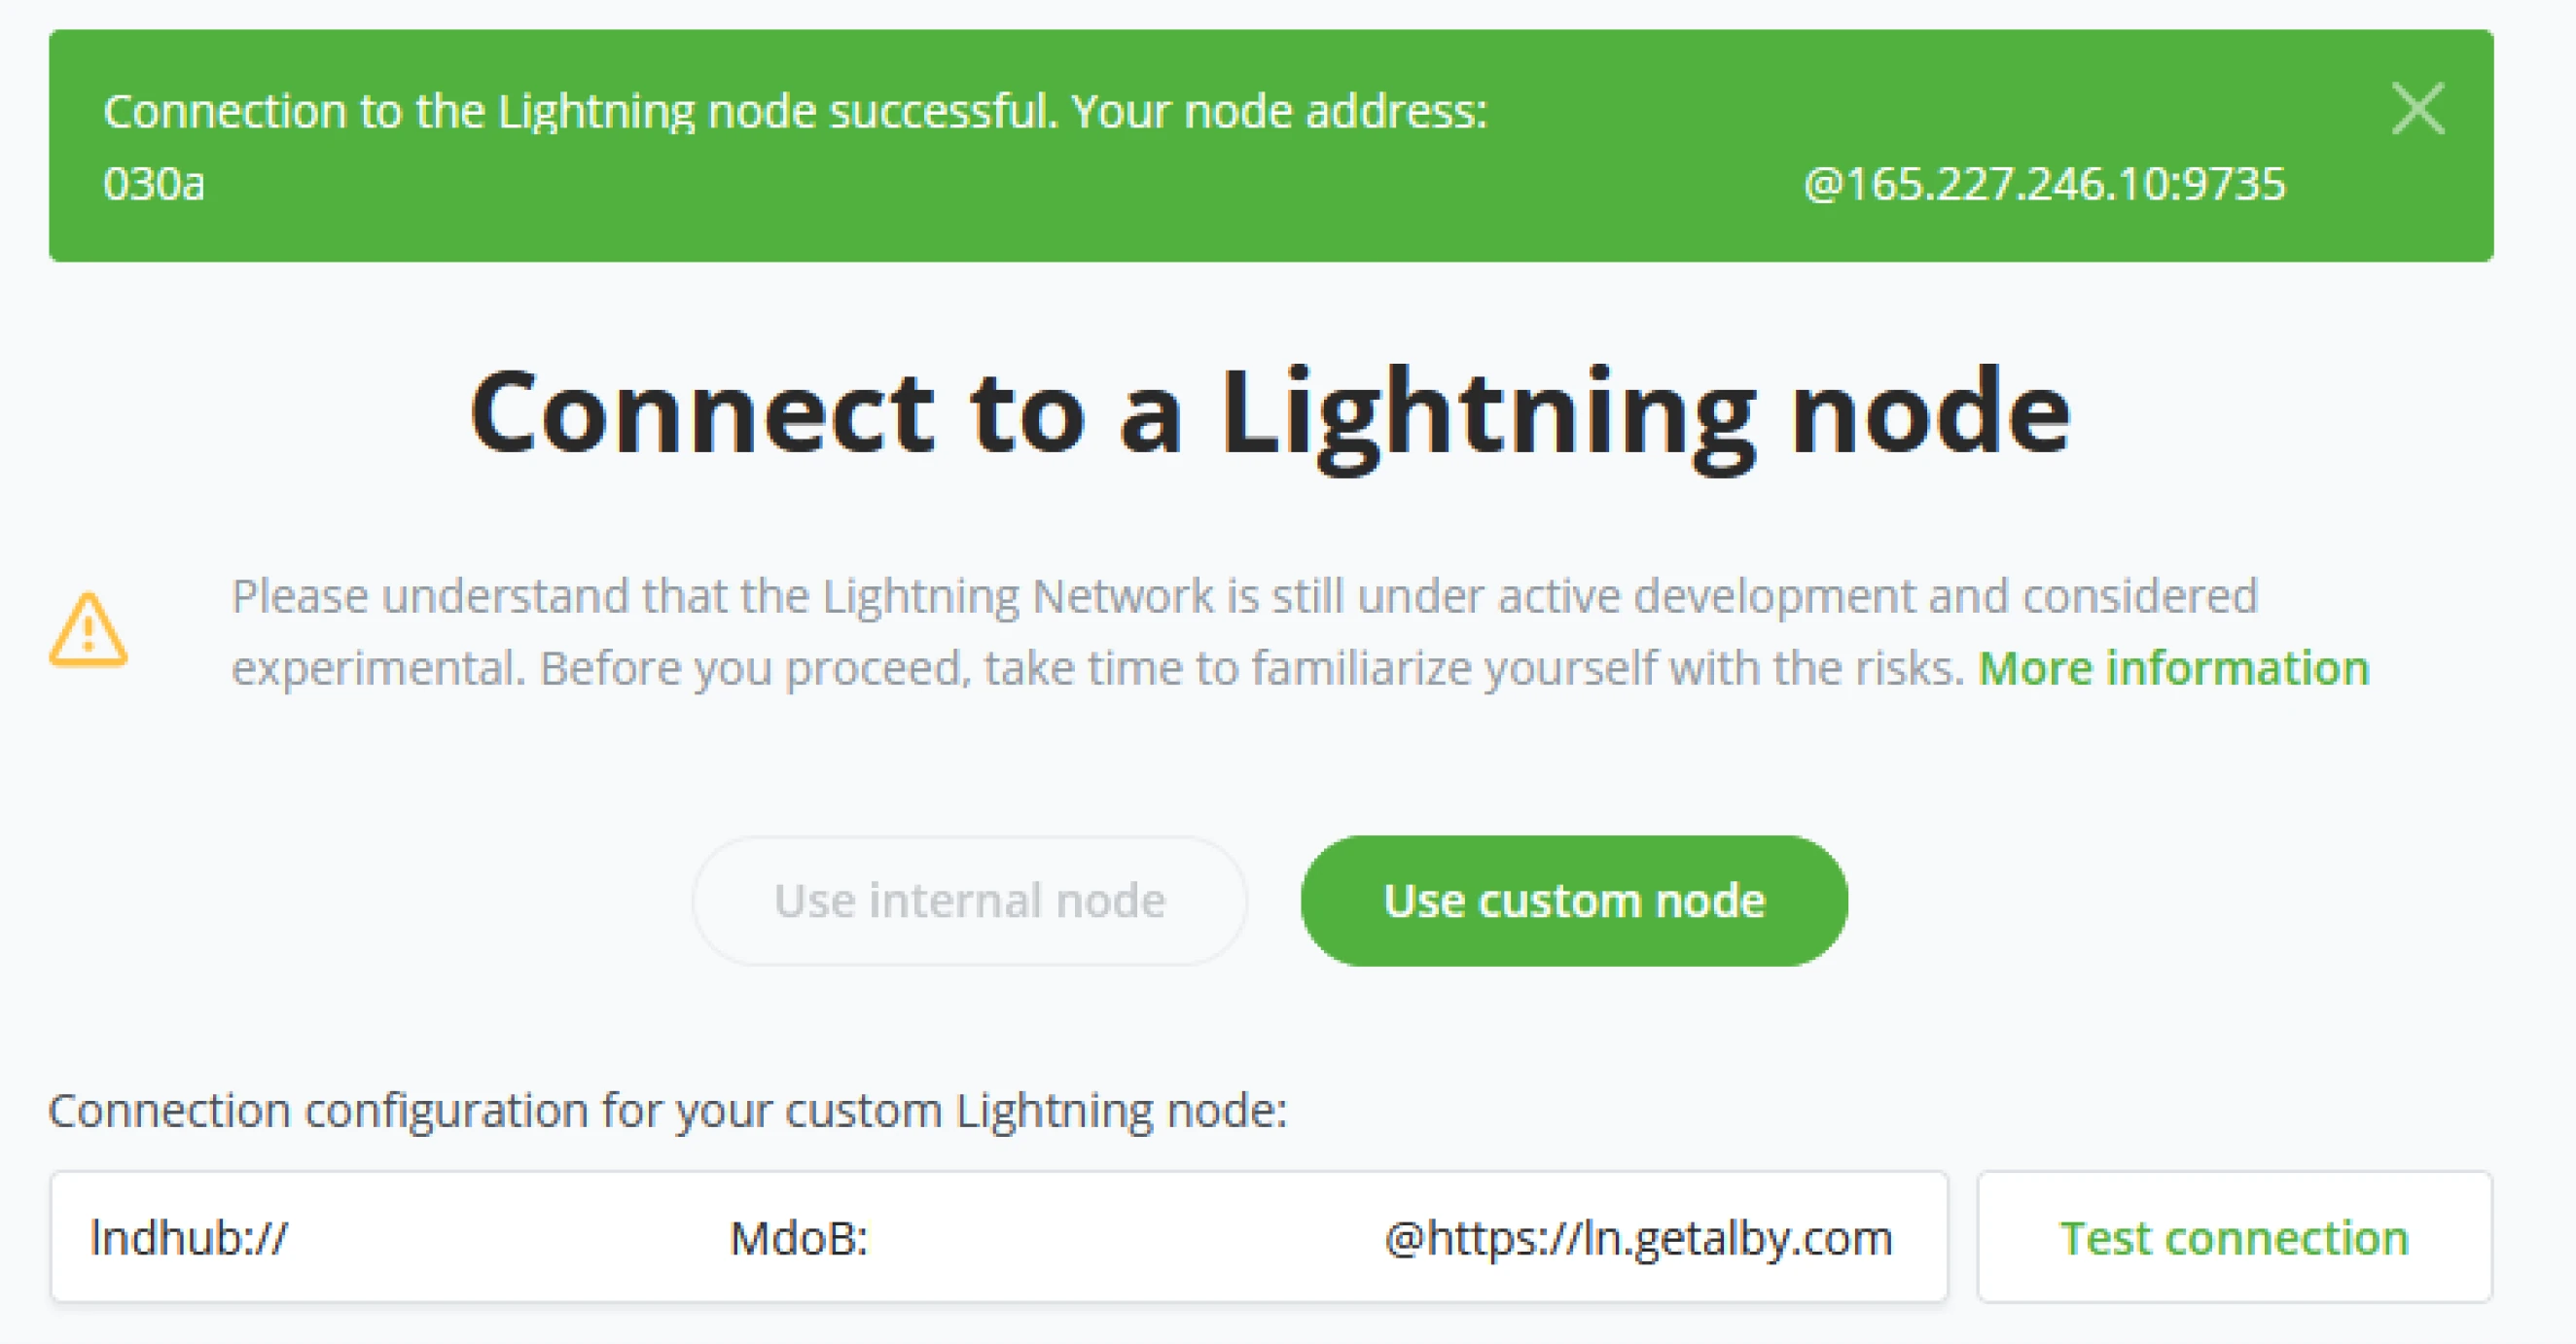 Connection to the Lightning node successful. Your node address:
030a @165.227.246.10:9735
Connect to a Lightning node
Please understand that the Lightning Network is still under active development and considered
experimental. Before you proceed, take time to familiarize yourself with the risks. More information
Use internal node
Use custom node
Connection configuration for your custom Lightning node:
lndhub:// MdoB: @https://ln.getalby.com
Test connection